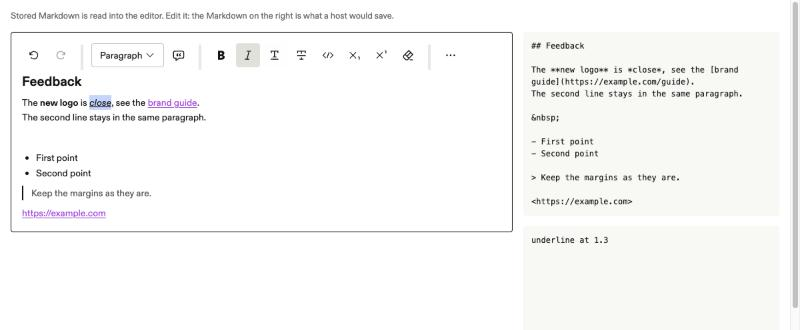 Stored Markdown is read into the editor. Edit it: the Markdown on the right is what a host would save.
Paragraph
B I T T </> X₁ X¹
Feedback
The new logo is close, see the brand guide.
The second line stays in the same paragraph.
• First point
• Second point
Keep the margins as they are.
https://example.com
## Feedback
The **new logo** is *close*, see the [brand
guide](https://example.com/guide).
The second line stays in the same paragraph.
&nbsp;
- First point
- Second point
> Keep the margins as they are.
<https://example.com>
underline at 1.3